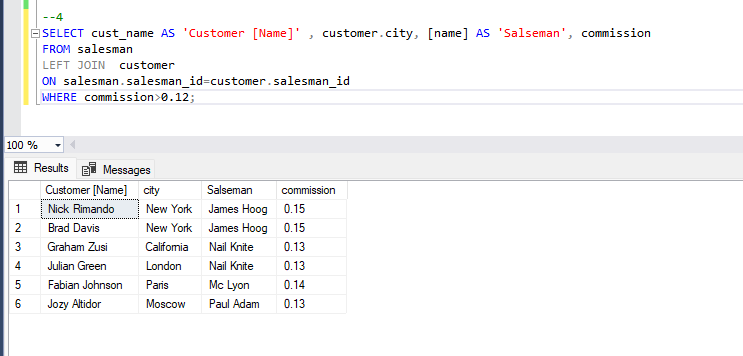 --4
SELECT cust_name AS 'Customer [Name]' , customer.city, [name] AS 'Salseman', commission
FROM salesman
LEFT JOIN  customer
ON salesman.salesman_id=customer.salesman_id
WHERE commission>0.12;
100 %
Results Messages
Customer [Name] city Salseman commission
1 Nick Rimando New York James Hoog 0.15
2 Brad Davis New York James Hoog 0.15
3 Graham Zusi California Nail Knite 0.13
4 Julian Green London Nail Knite 0.13
5 Fabian Johnson Paris Mc Lyon 0.14
6 Jozy Altidor Moscow Paul Adam 0.13